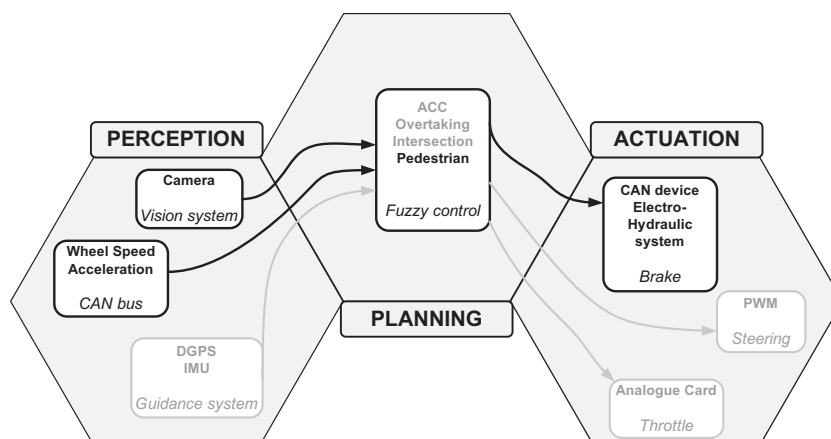 PERCEPTION
Camera
Vision system
Wheel Speed
Acceleration
CAN bus
DGPS
IMU
Guidance system
ACC
Overtaking
Intersection
Pedestrian
Fuzzy control
PLANNING
ACTUATION
CAN device
Electro-
Hydraulic
system
Brake
PWM
Steering
Analogue Card
Throttle